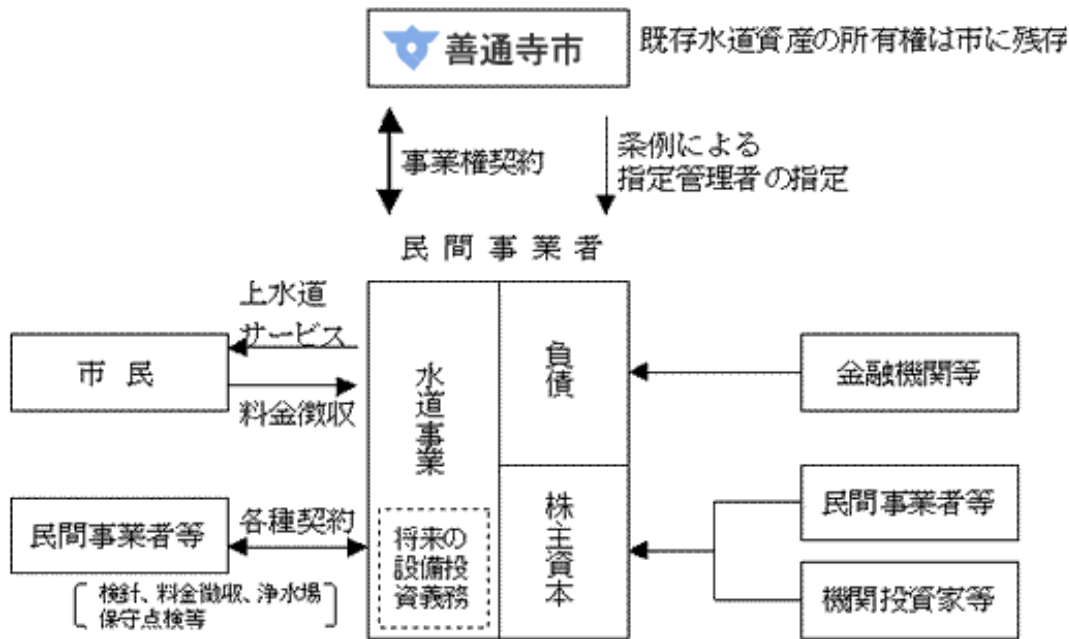 善通寺市
既存水道資産の所有権は市に残存
事業権契約
条例による
指定管理者の指定
民間事業者
上水道
サービス
市民
料金徴収
水道事業
負債
金融機関等
民間事業者等
各種契約
検針、料金徴収、浄水場
保守点検等
将来の
設備投
資義務
株主資本
民間事業者等
機関投資家等